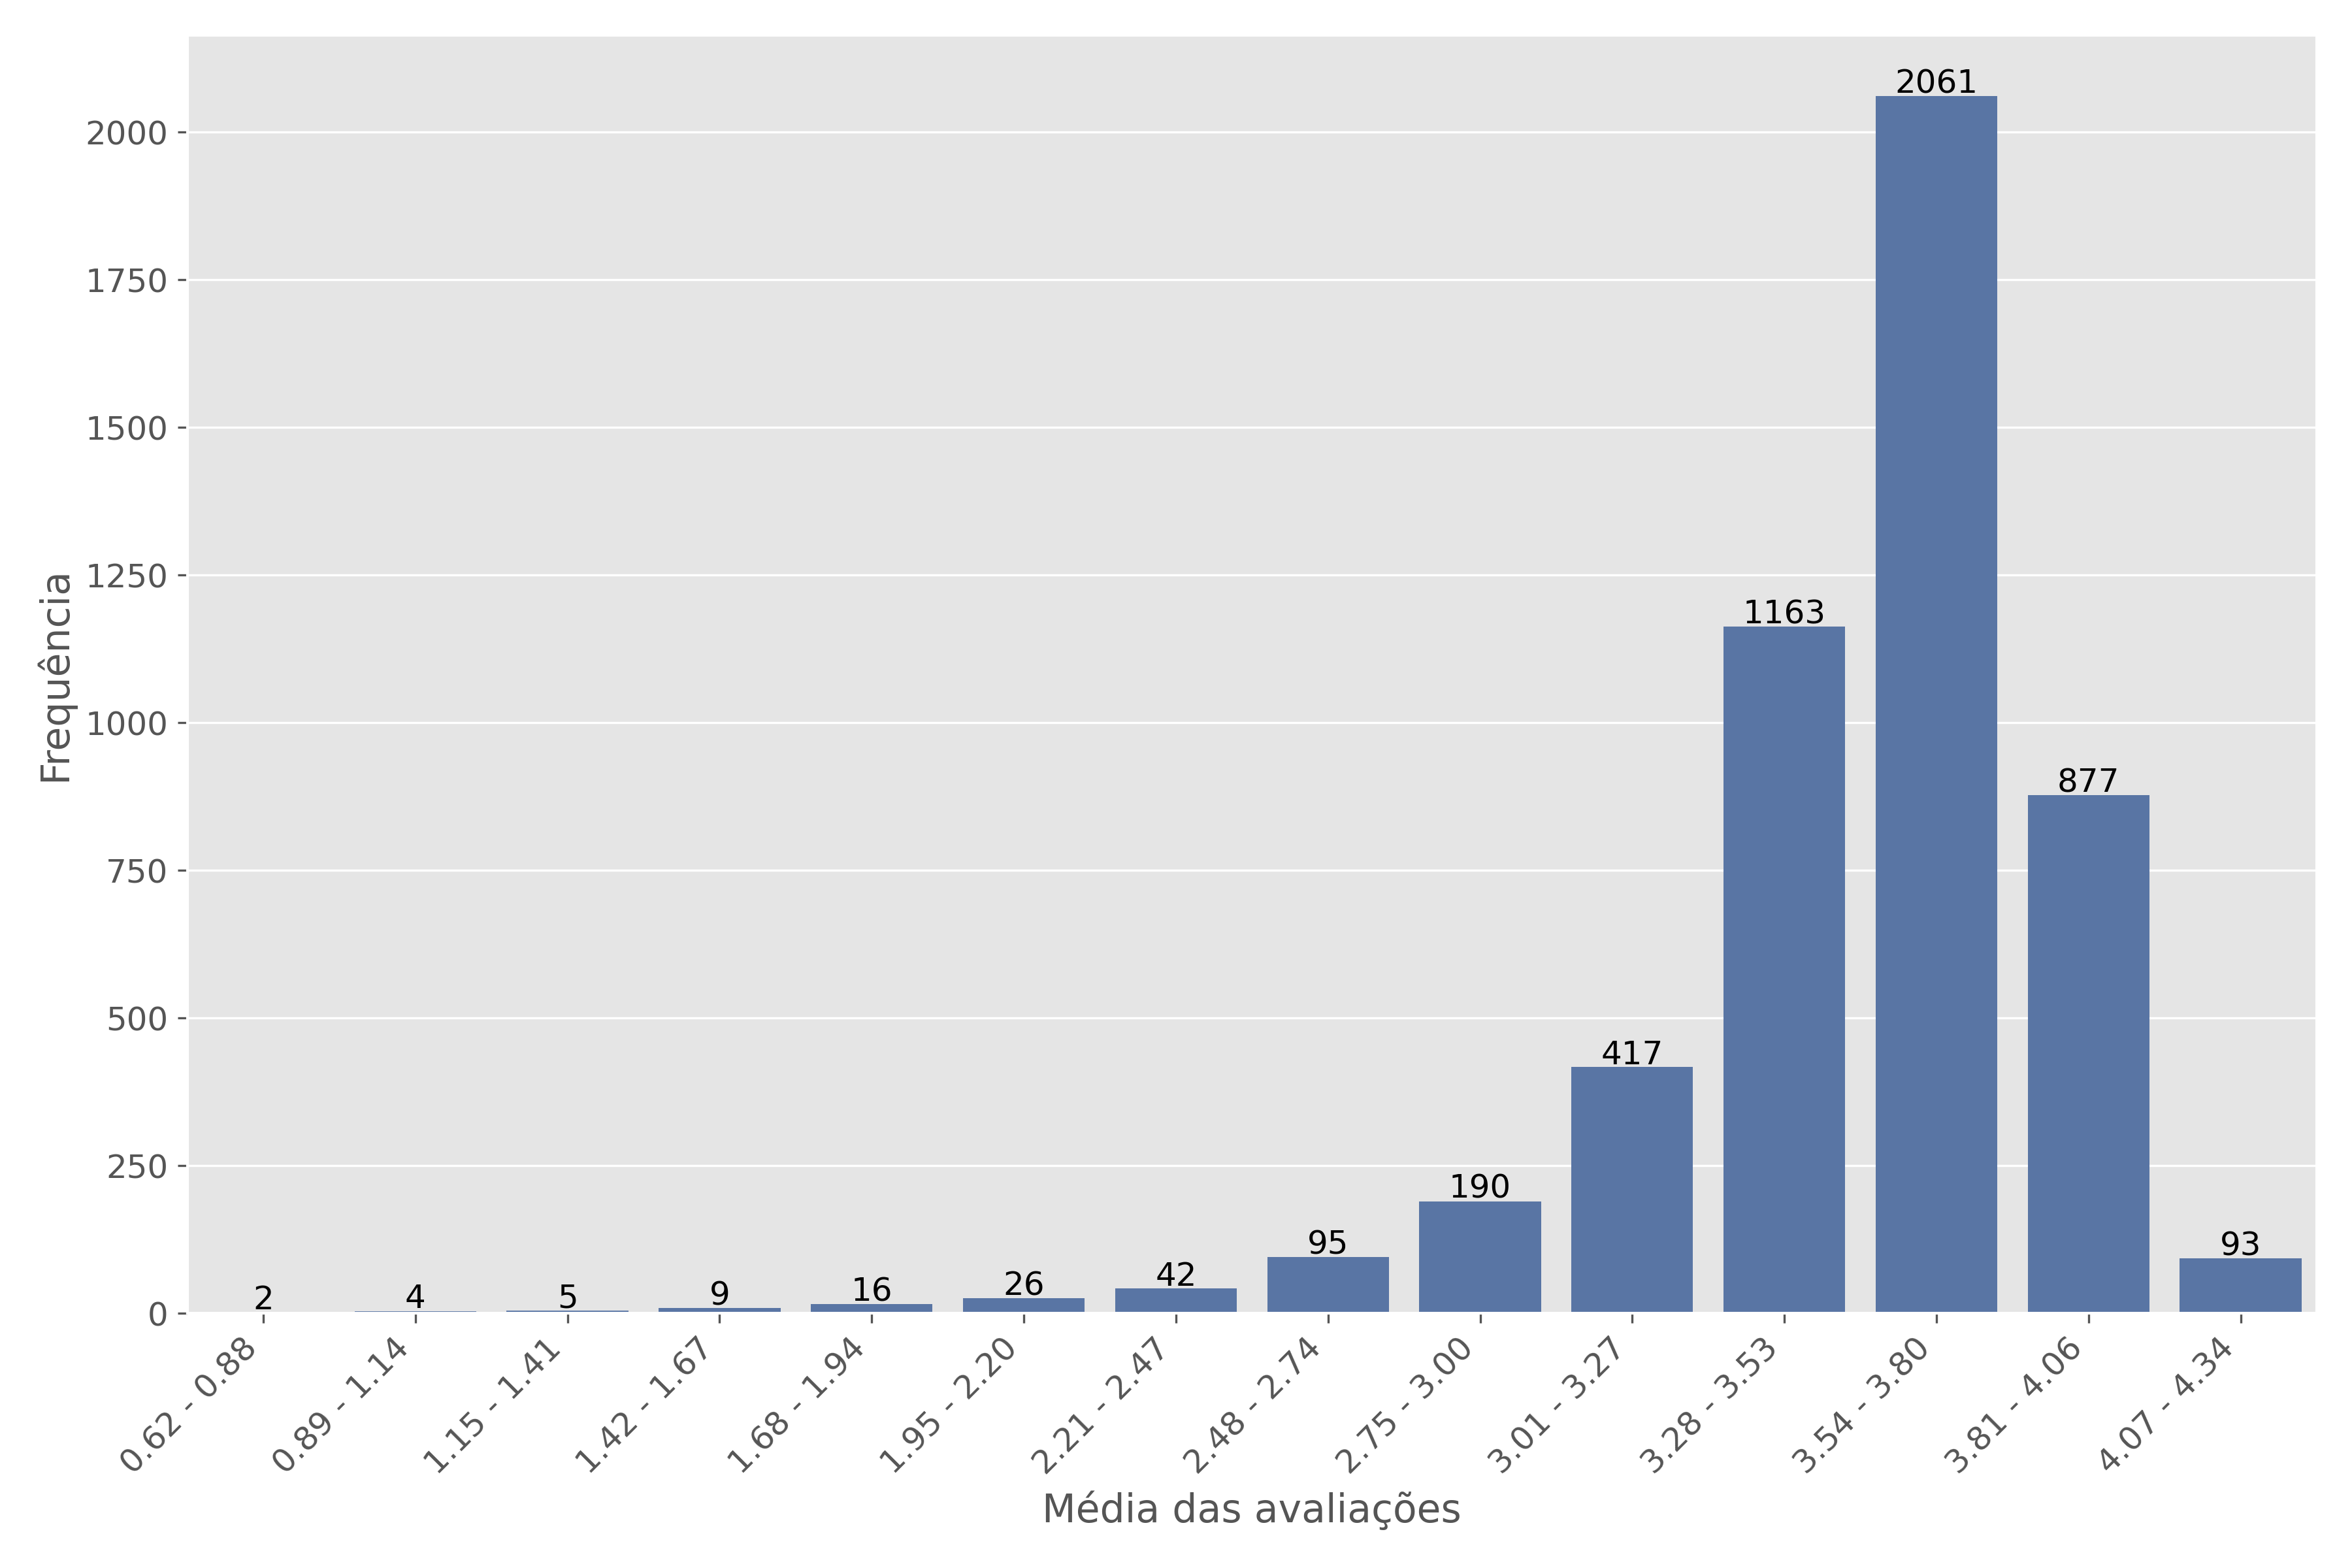 Frequência
2000
1750
1500
1250
1000
750
500
250
0
2
4
5
9
16
26
42
95
190
417
1163
2061
877
93
0.62 - 0.88
0.89 - 1.14
1.15 - 1.41
1.42 - 1.67
1.68 - 1.94
1.95 - 2.20
2.21 - 2.47
2.48 - 2.74
2.75 - 3.00
3.01 - 3.27
3.28 - 3.53
3.54 - 3.80
3.81 - 4.06
4.07 - 4.34
Média das avaliações